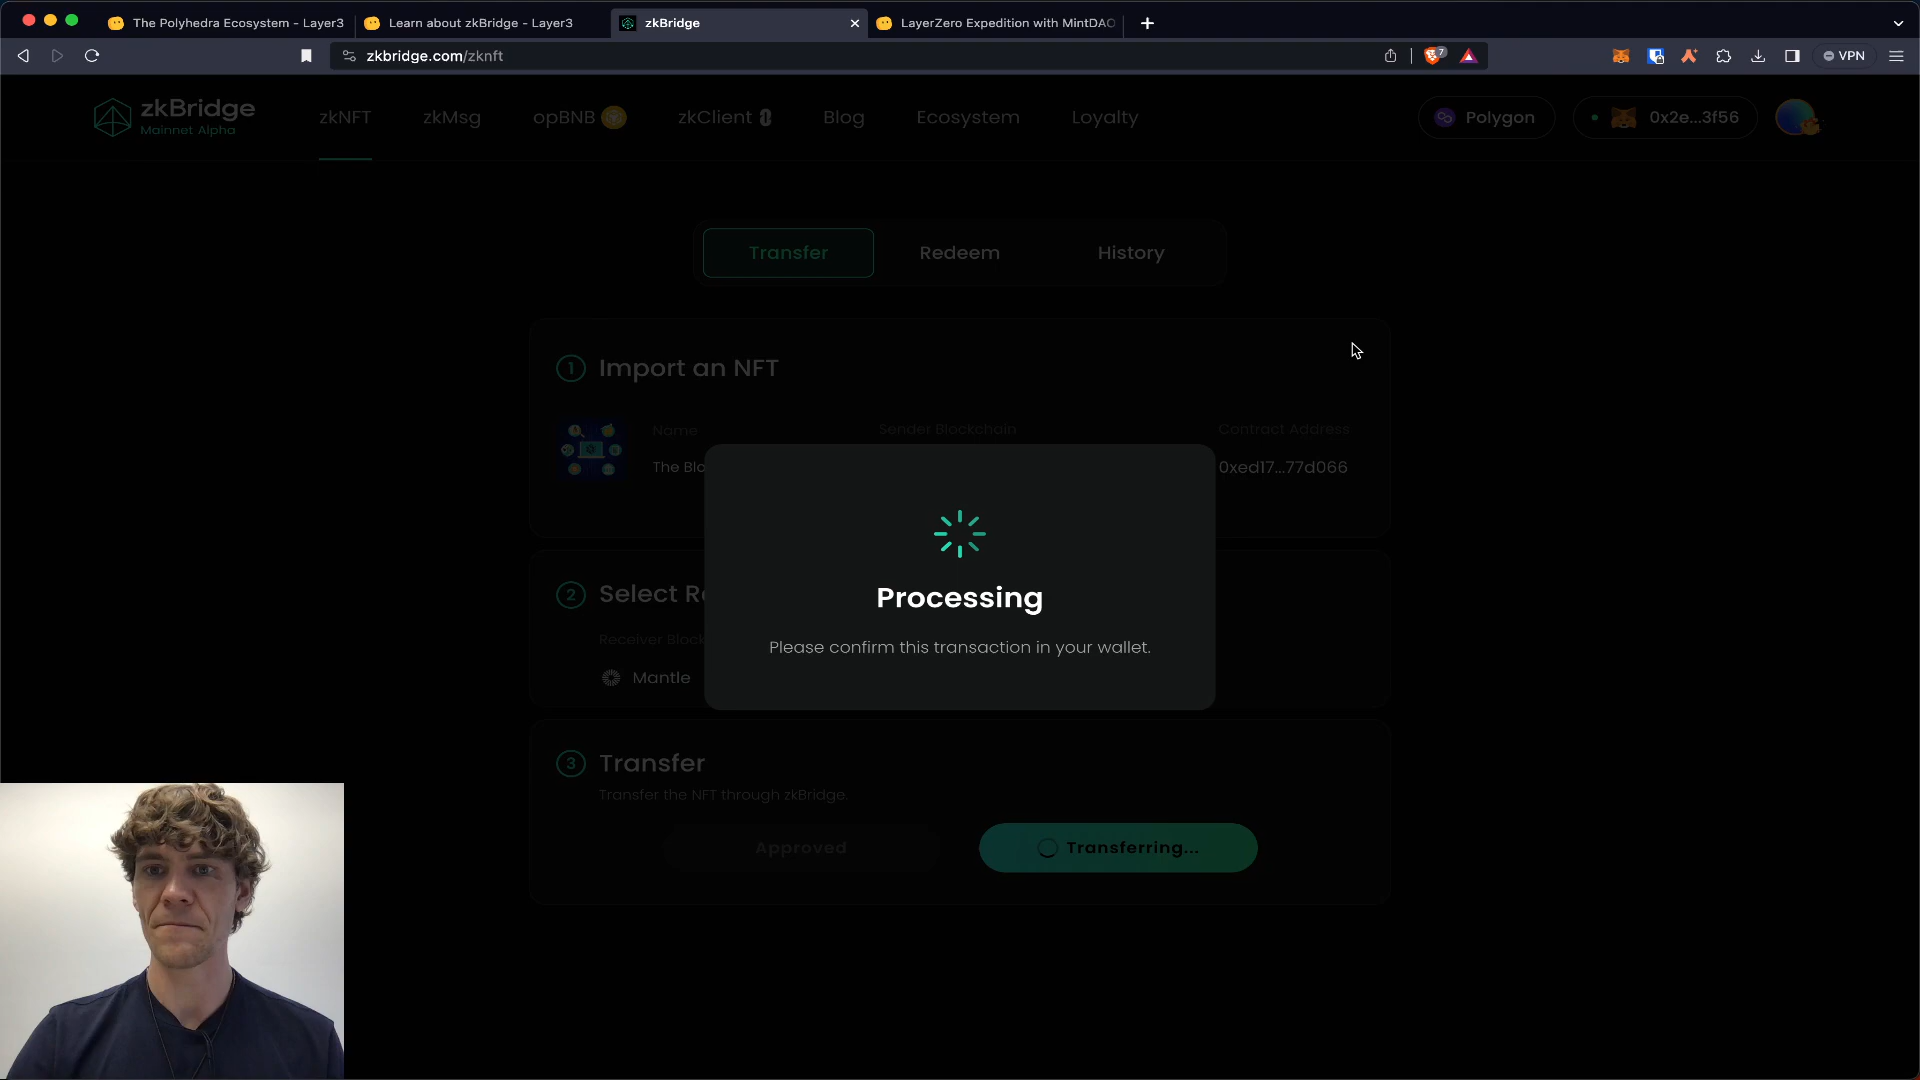 The Polyhedra Ecosystem - Layer3
Learn about zkBridge - Layer3
zkBridge
LayerZero Expedition with MintDAO
zkbridge.com/zknft
7
VPN
zkBridge
Mainnet Alpha
zkNFT
zkMsg
opBNB
zkClient
Blog
Ecosystem
Loyalty
Polygon
0x2e...3f56
Transfer
Redeem
History
1
Import an NFT
Name
Sender Blockchain
Contract Address
The Blo
0xed17...77d066
Processing
Please confirm this transaction in your wallet.
2
Select Re
Receiver Block
Mantle
3
Transfer
Transfer the NFT through zkBridge.
Approved
Transferring...